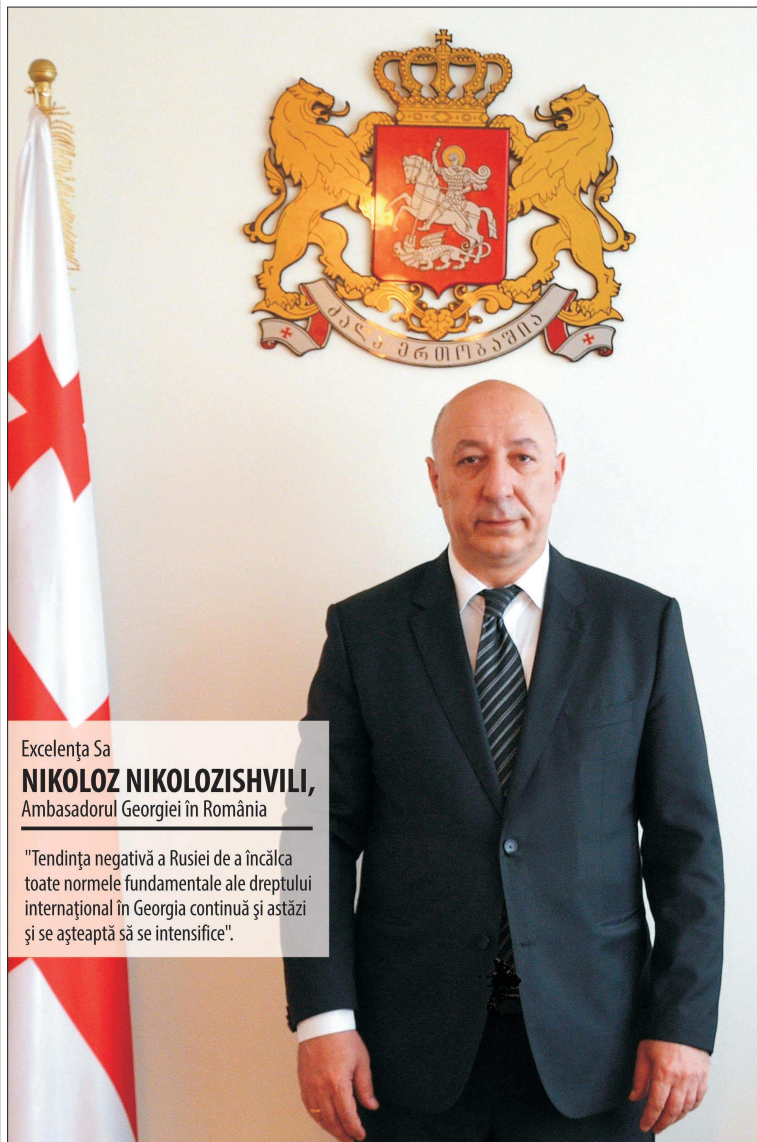 ძალა ერთობაშია
Excelenţa Sa
NIKOLOZ NIKOLOZISHVILI,
Ambasadorul Georgiei în România
"Tendinţa negativă a Rusiei de a încălca
toate normele fundamentale ale dreptului
internaţional în Georgia continuă şi astăzi
şi se aşteaptă să se intensifice".